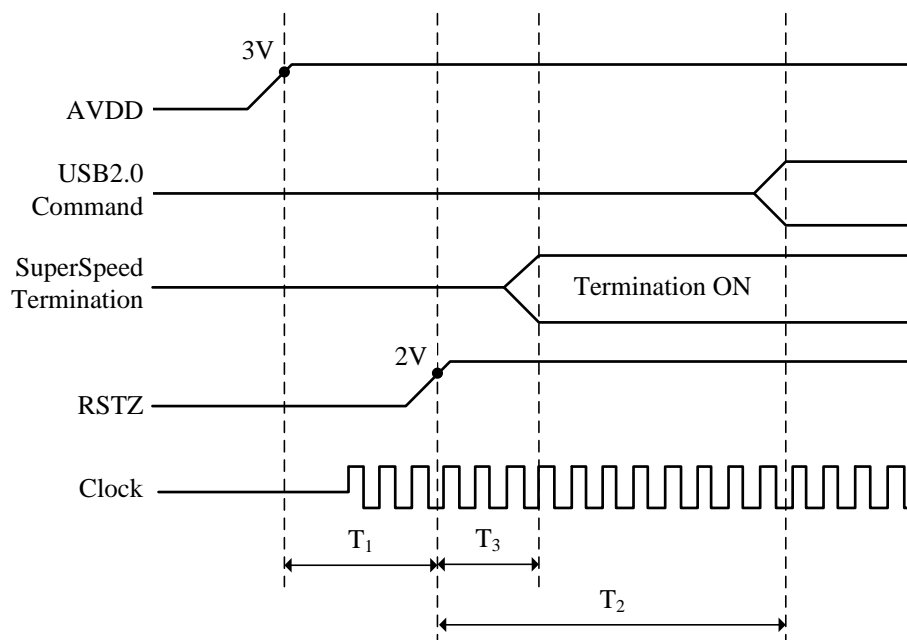 3V
AVDD
USB2.0
Command
SuperSpeed
Termination
Termination ON
2V
RSTZ
Clock
T1
T3
T2